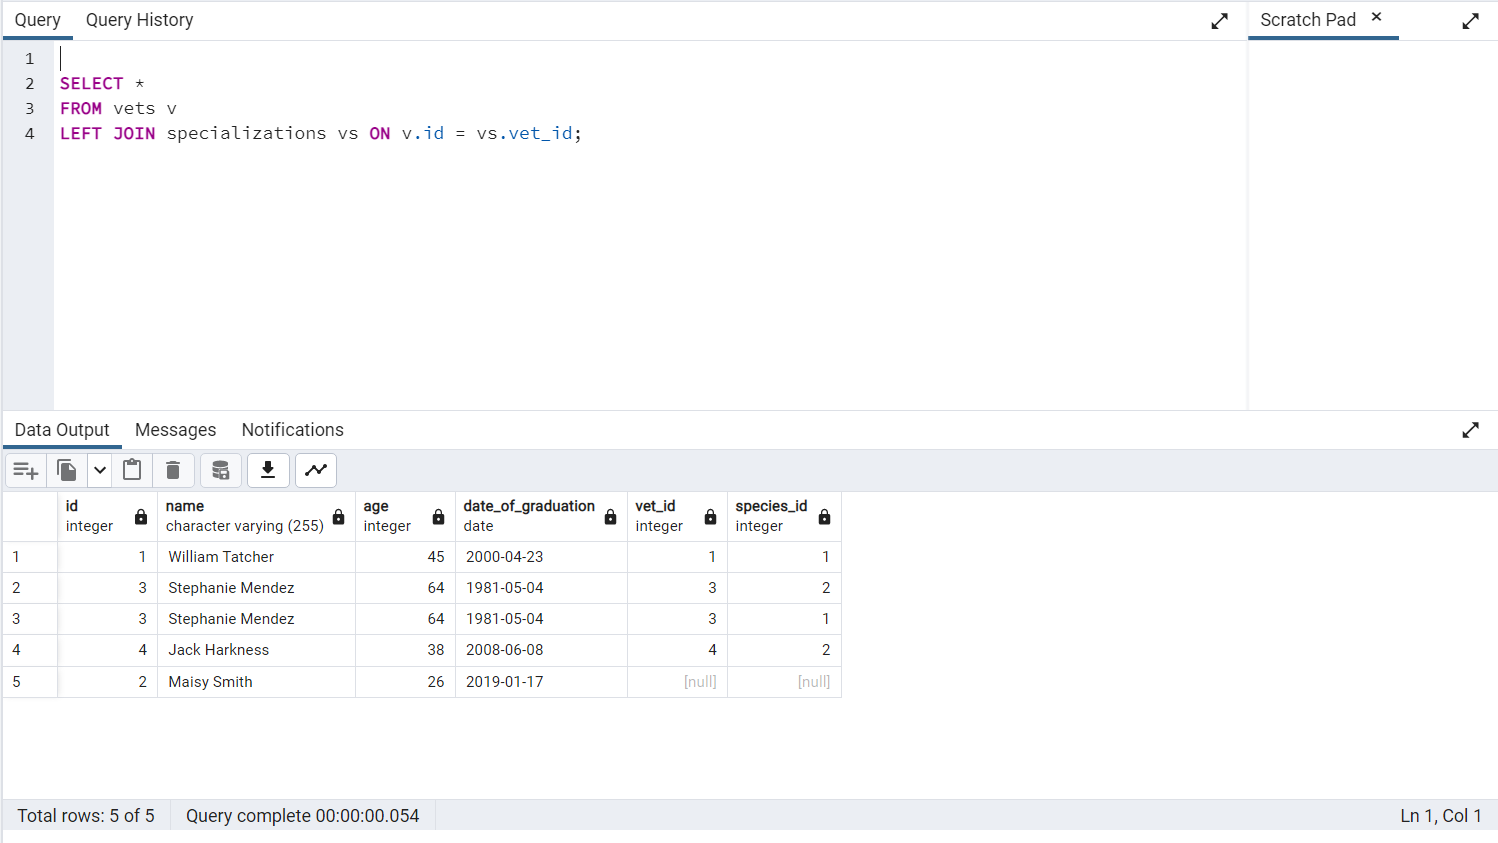 Query Query History Scratch Pad ×
1
2 SELECT *
3 FROM vets v
4 LEFT JOIN specializations vs ON v.id = vs.vet_id;
Data Output Messages Notifications
id name age date_of_graduation vet_id species_id
integer character varying (255) integer date integer integer
1 1 William Tatcher 45 2000-04-23 1 1
2 3 Stephanie Mendez 64 1981-05-04 3 2
3 3 Stephanie Mendez 64 1981-05-04 3 1
4 4 Jack Harkness 38 2008-06-08 4 2
5 2 Maisy Smith 26 2019-01-17 [null] [null]
Total rows: 5 of 5 Query complete 00:00:00.054 Ln 1, Col 1